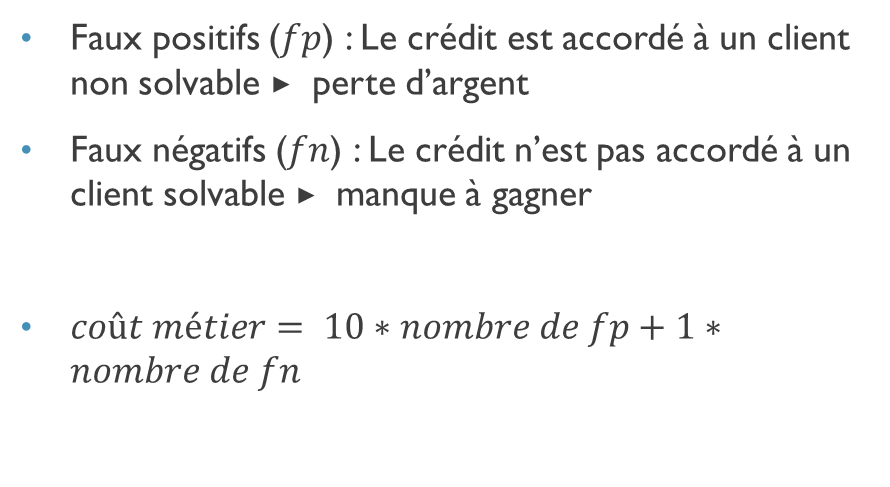 • Faux positifs (𝑓𝑝) : Le crédit est accordé à un client
non solvable ► perte d’argent
• Faux négatifs (𝑓𝑛) : Le crédit n’est pas accordé à un
client solvable ► manque à gagner
• 𝑐𝑜û𝑡 𝑚é𝑡𝑖𝑒𝑟 = 10 ∗ 𝑛𝑜𝑚𝑏𝑟𝑒 𝑑𝑒 𝑓𝑝 + 1 ∗
𝑛𝑜𝑚𝑏𝑟𝑒 𝑑𝑒 𝑓𝑛